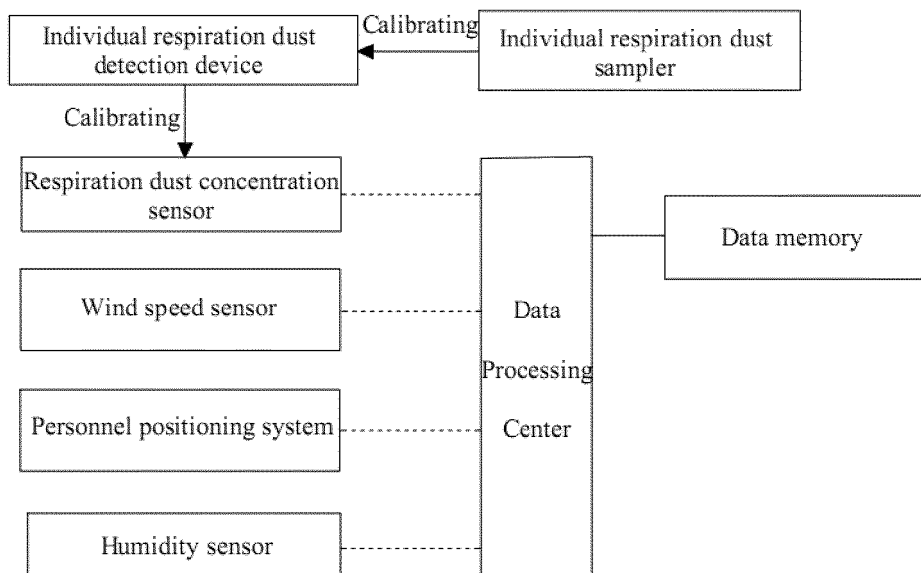 Individual respiration dust
detection device
Calibrating
Individual respiration dust
sampler
Calibrating
Respiration dust concentration
sensor
Data memory
Wind speed sensor
Data
Processing
Center
Personnel positioning system
Humidity sensor